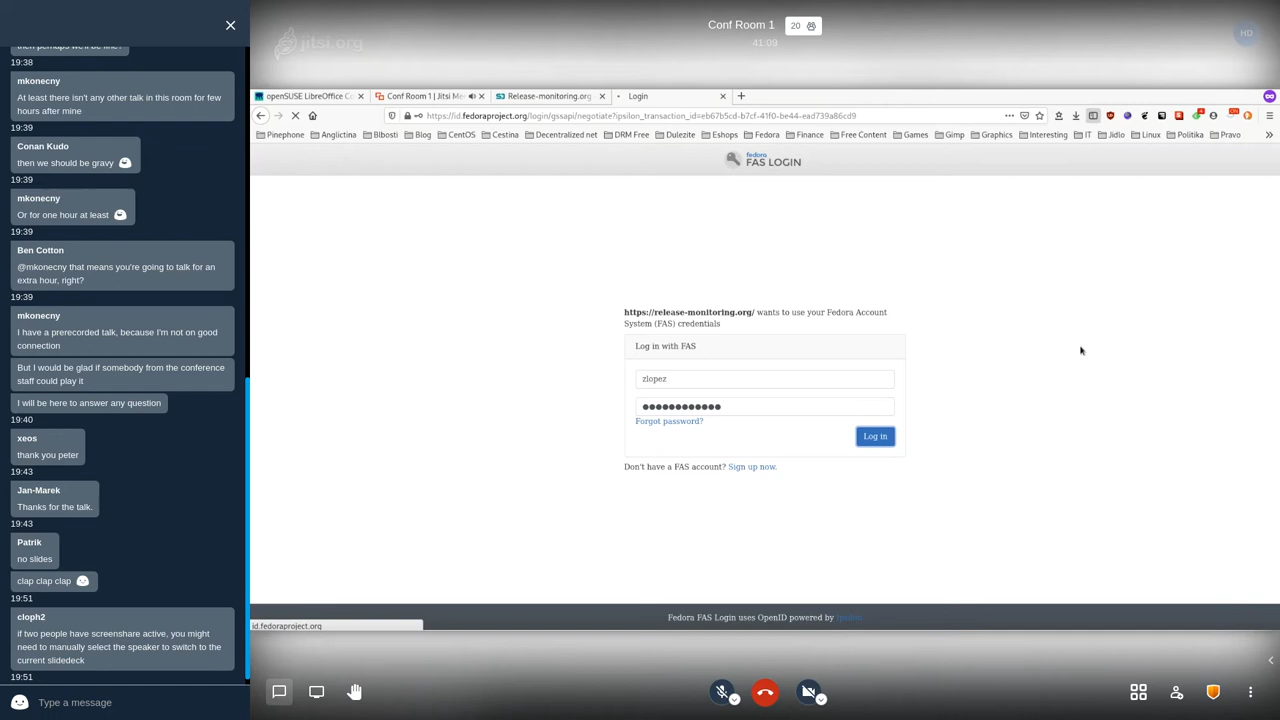 then perhaps we'll be fine?
19:38
mkonecny
At least there isn't any other talk in this room for few
hours after mine
19:39
Conan Kudo
then we should be gravy
19:39
mkonecny
Or for one hour at least
19:39
Ben Cotton
@mkonecny that means you're going to talk for an
extra hour, right?
19:39
mkonecny
I have a prerecorded talk, because I'm not on good
connection
But I would be glad if somebody from the conference
staff could play it
I will be here to answer any question
19:40
xeos
thank you peter
19:43
Jan-Marek
Thanks for the talk.
19:43
Patrik
no slides
clap clap clap
19:51
cloph2
if two people have screenshare active, you might
need to manually select the speaker to switch to the
current slidedeck
19:51
Type a message
jitsi.org
Conf Room 1
20
41:09
HD
openSUSE LibreOffice Co
Conf Room 1 | Jitsi Me
Release-monitoring.org
Login
https://id.fedoraproject.org/login/gssapi/negotiate?ipsilon_transaction_id=eb67b5cd-b7cf-41f0-be44-ead739a86cd9
Pinephone
Anglictina
Blbosti
Blog
CentOS
Cestina
Decentralized net
DRM Free
Dulezite
Eshops
Fedora
Finance
Free Content
Games
Gimp
Graphics
Interesting
IT
Jidlo
Linux
Politika
Pravo
fedora
FAS LOGIN
https://release-monitoring.org/ wants to use your Fedora Account
System (FAS) credentials
Log in with FAS
zlopez
●●●●●●●●●●●●
Forgot password?
Log in
Don't have a FAS account? Sign up now.
Fedora FAS Login uses OpenID powered by
id.fedoraproject.org